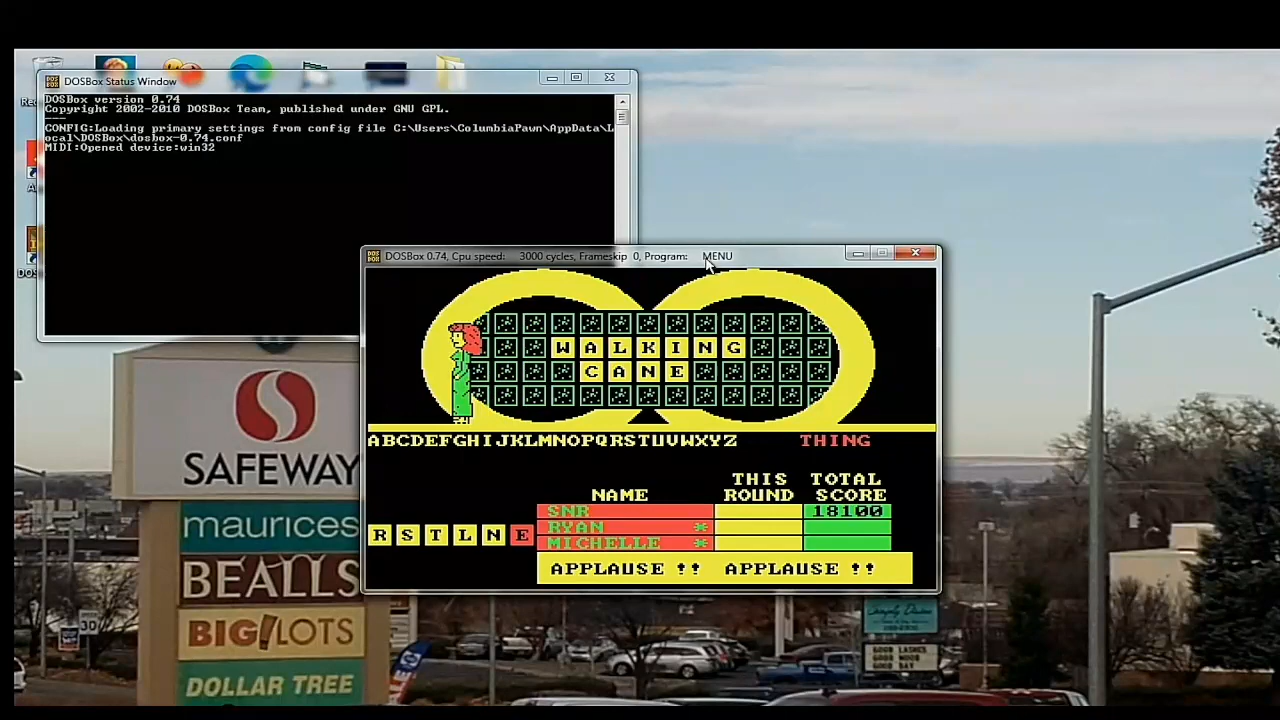 DOSBox Status Window
DOSBox version 0.74
Copyright 2002-2010 DOSBox Team, published under GNU GPL.
---
CONFIG:Loading primary settings from config file C:\Users\ColumbiaPawn\AppData\L
ocal\DOSBox\dosbox-0.74.conf
MIDI:Opened device:win32
DOSBox 0.74, Cpu speed: 3000 cycles, Frameskip 0, Program: MENU
WALKING
CANE
ABCDEFGHIJKLMNOPQRSTUVWXYZ THING
THIS TOTAL
NAME ROUND SCORE
SNR 18100
RYAN *
RSTLNE
MICHELLE *
APPLAUSE !! APPLAUSE !!
SAFEWAY
maurices
BEALLS
BIG!LOTS
DOLLAR TREE
30